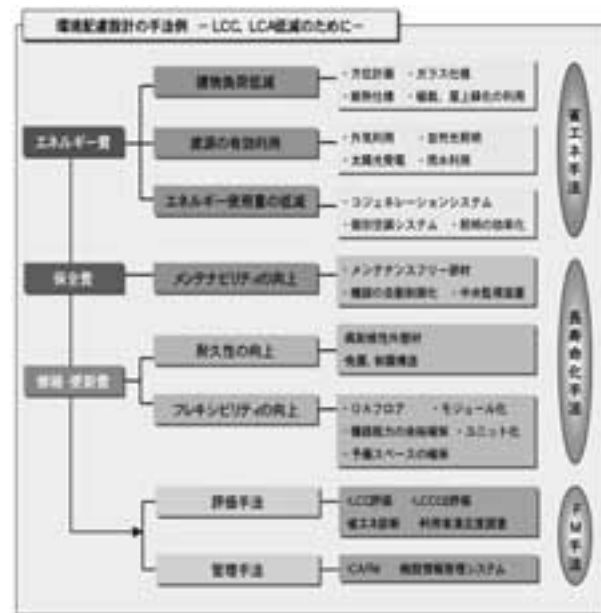 環境配慮設計の手法例 －LCC, LCA低減のために－
エネルギー費
建物負荷低減
・方位計画 ・ガラス仕様
・断熱仕様 ・植栽、屋上緑化の利用
資源の有効利用
・外気利用 ・自然光照明
・太陽光発電 ・雨水利用
エネルギー使用量の低減
・コジェネレーションシステム
・個別空調システム ・照明の効率化
省エネ手法
保全費
メンテナビリティの向上
・メンテナンスフリー部材
・機器の自動制御化 ・中央監視装置
修繕・更新費
耐久性の向上
高耐候性外部材
免震、制震構造
フレキシビリティの向上
・OAフロア ・モジュール化
・機器能力の余裕確保 ・ユニット化
・予備スペースの確保
長寿命化手法
評価手法
LCC評価 LCCO2評価
省エネ診断 利用者満足度調査
管理手法
CAFM 施設情報管理システム
FM手法